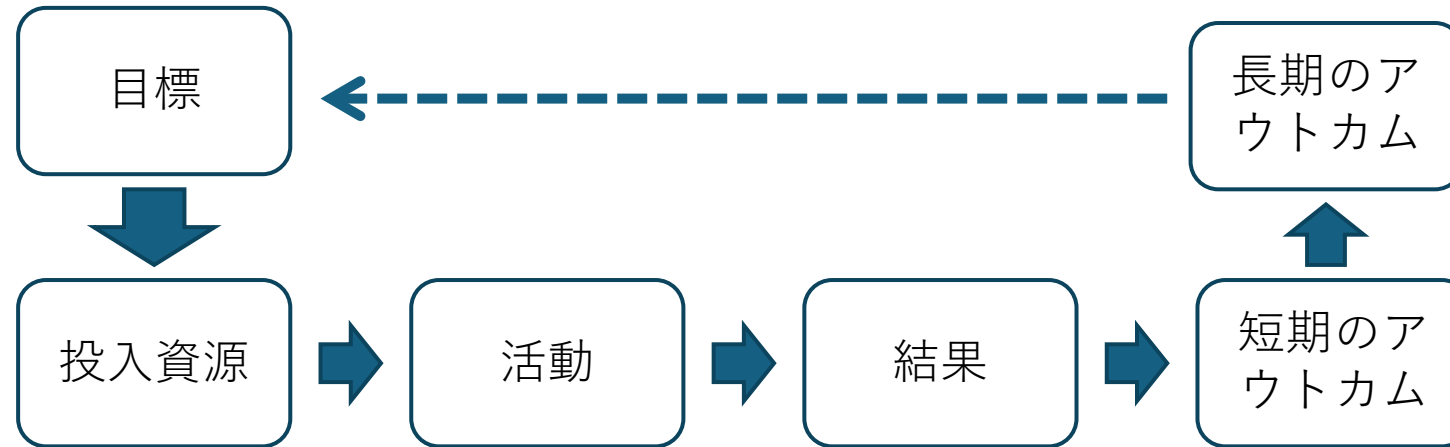 目標
長期のア
ウトカム
投入資源
活動
結果
短期のア
ウトカム